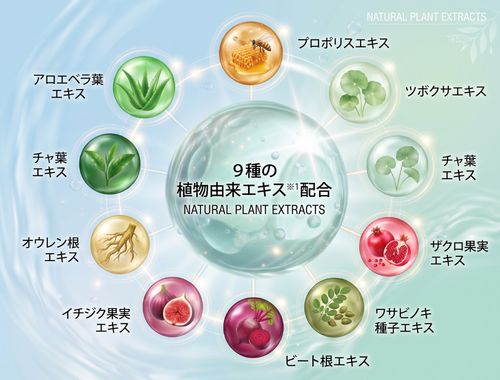 NATURAL PLANT EXTRACTS
プロポリスエキス
アロエベラ葉
エキス
ツボクサエキス
チャ葉
エキス
9種の
植物由来エキス※1配合
NATURAL PLANT EXTRACTS
チャ葉
エキス
オウレン根
エキス
ザクロ果実
エキス
イチジク果実
エキス
ワサビノキ
種子エキス
ビート根エキス